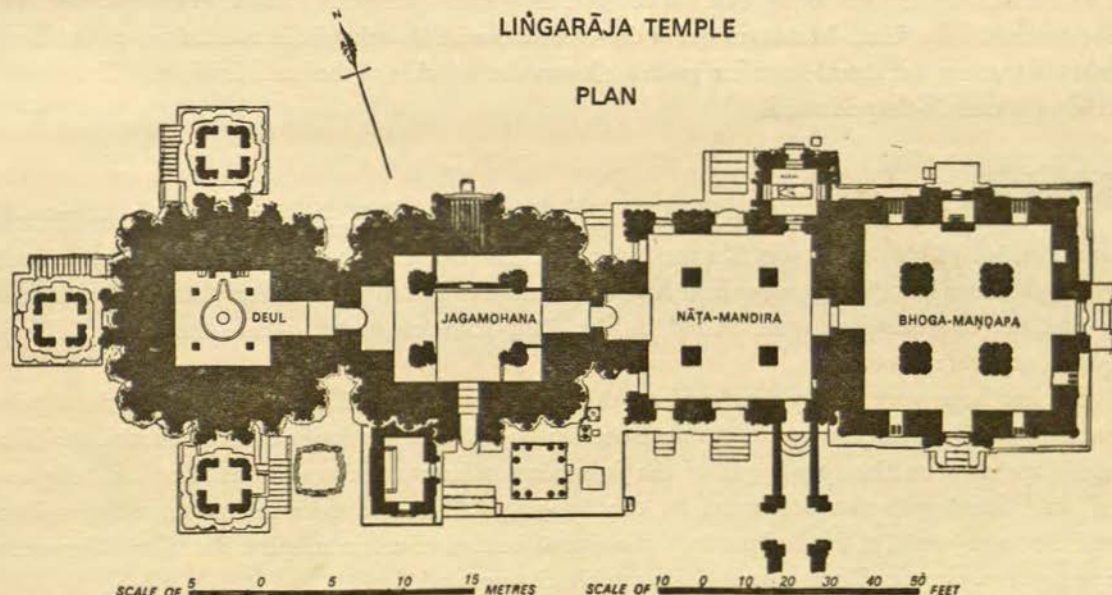 LIṄGARĀJA TEMPLE
N
PLAN
DEUL
JAGAMOHANA
NĀṬA-MANDIRA
BHOGA-MAṆḌAPA
SCALE OF 5 0 5 10 15 METRES
SCALE OF 10 0 10 20 30 40 50 FEET